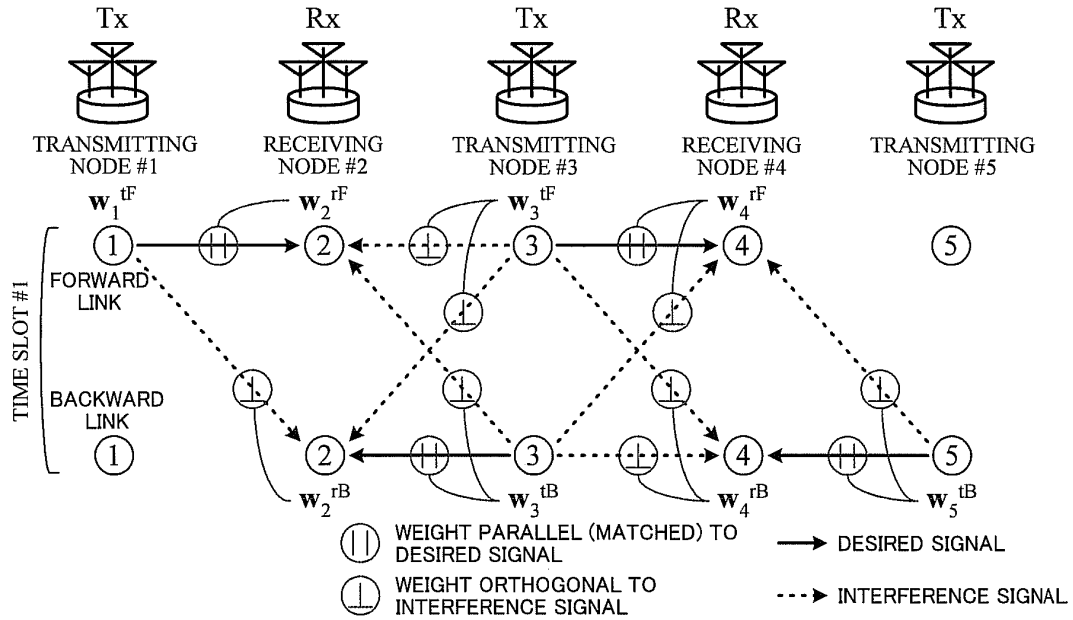 Tx Rx Tx Rx Tx
TRANSMITTING RECEIVING TRANSMITTING RECEIVING TRANSMITTING
NODE #1 NODE #2 NODE #3 NODE #4 NODE #5
w₁ᵗᶠ w₂ʳᶠ w₃ᵗᶠ w₄ʳᶠ
1 2 3 4 5
TIME SLOT #1
FORWARD
LINK
BACKWARD
LINK
1 2 3 4 5
w₂ʳᴮ w₃ᵗᴮ w₄ʳᴮ w₅ᵗᴮ
WEIGHT PARALLEL (MATCHED) TO
DESIRED SIGNAL
DESIRED SIGNAL
WEIGHT ORTHOGONAL TO
INTERFERENCE SIGNAL
INTERFERENCE SIGNAL